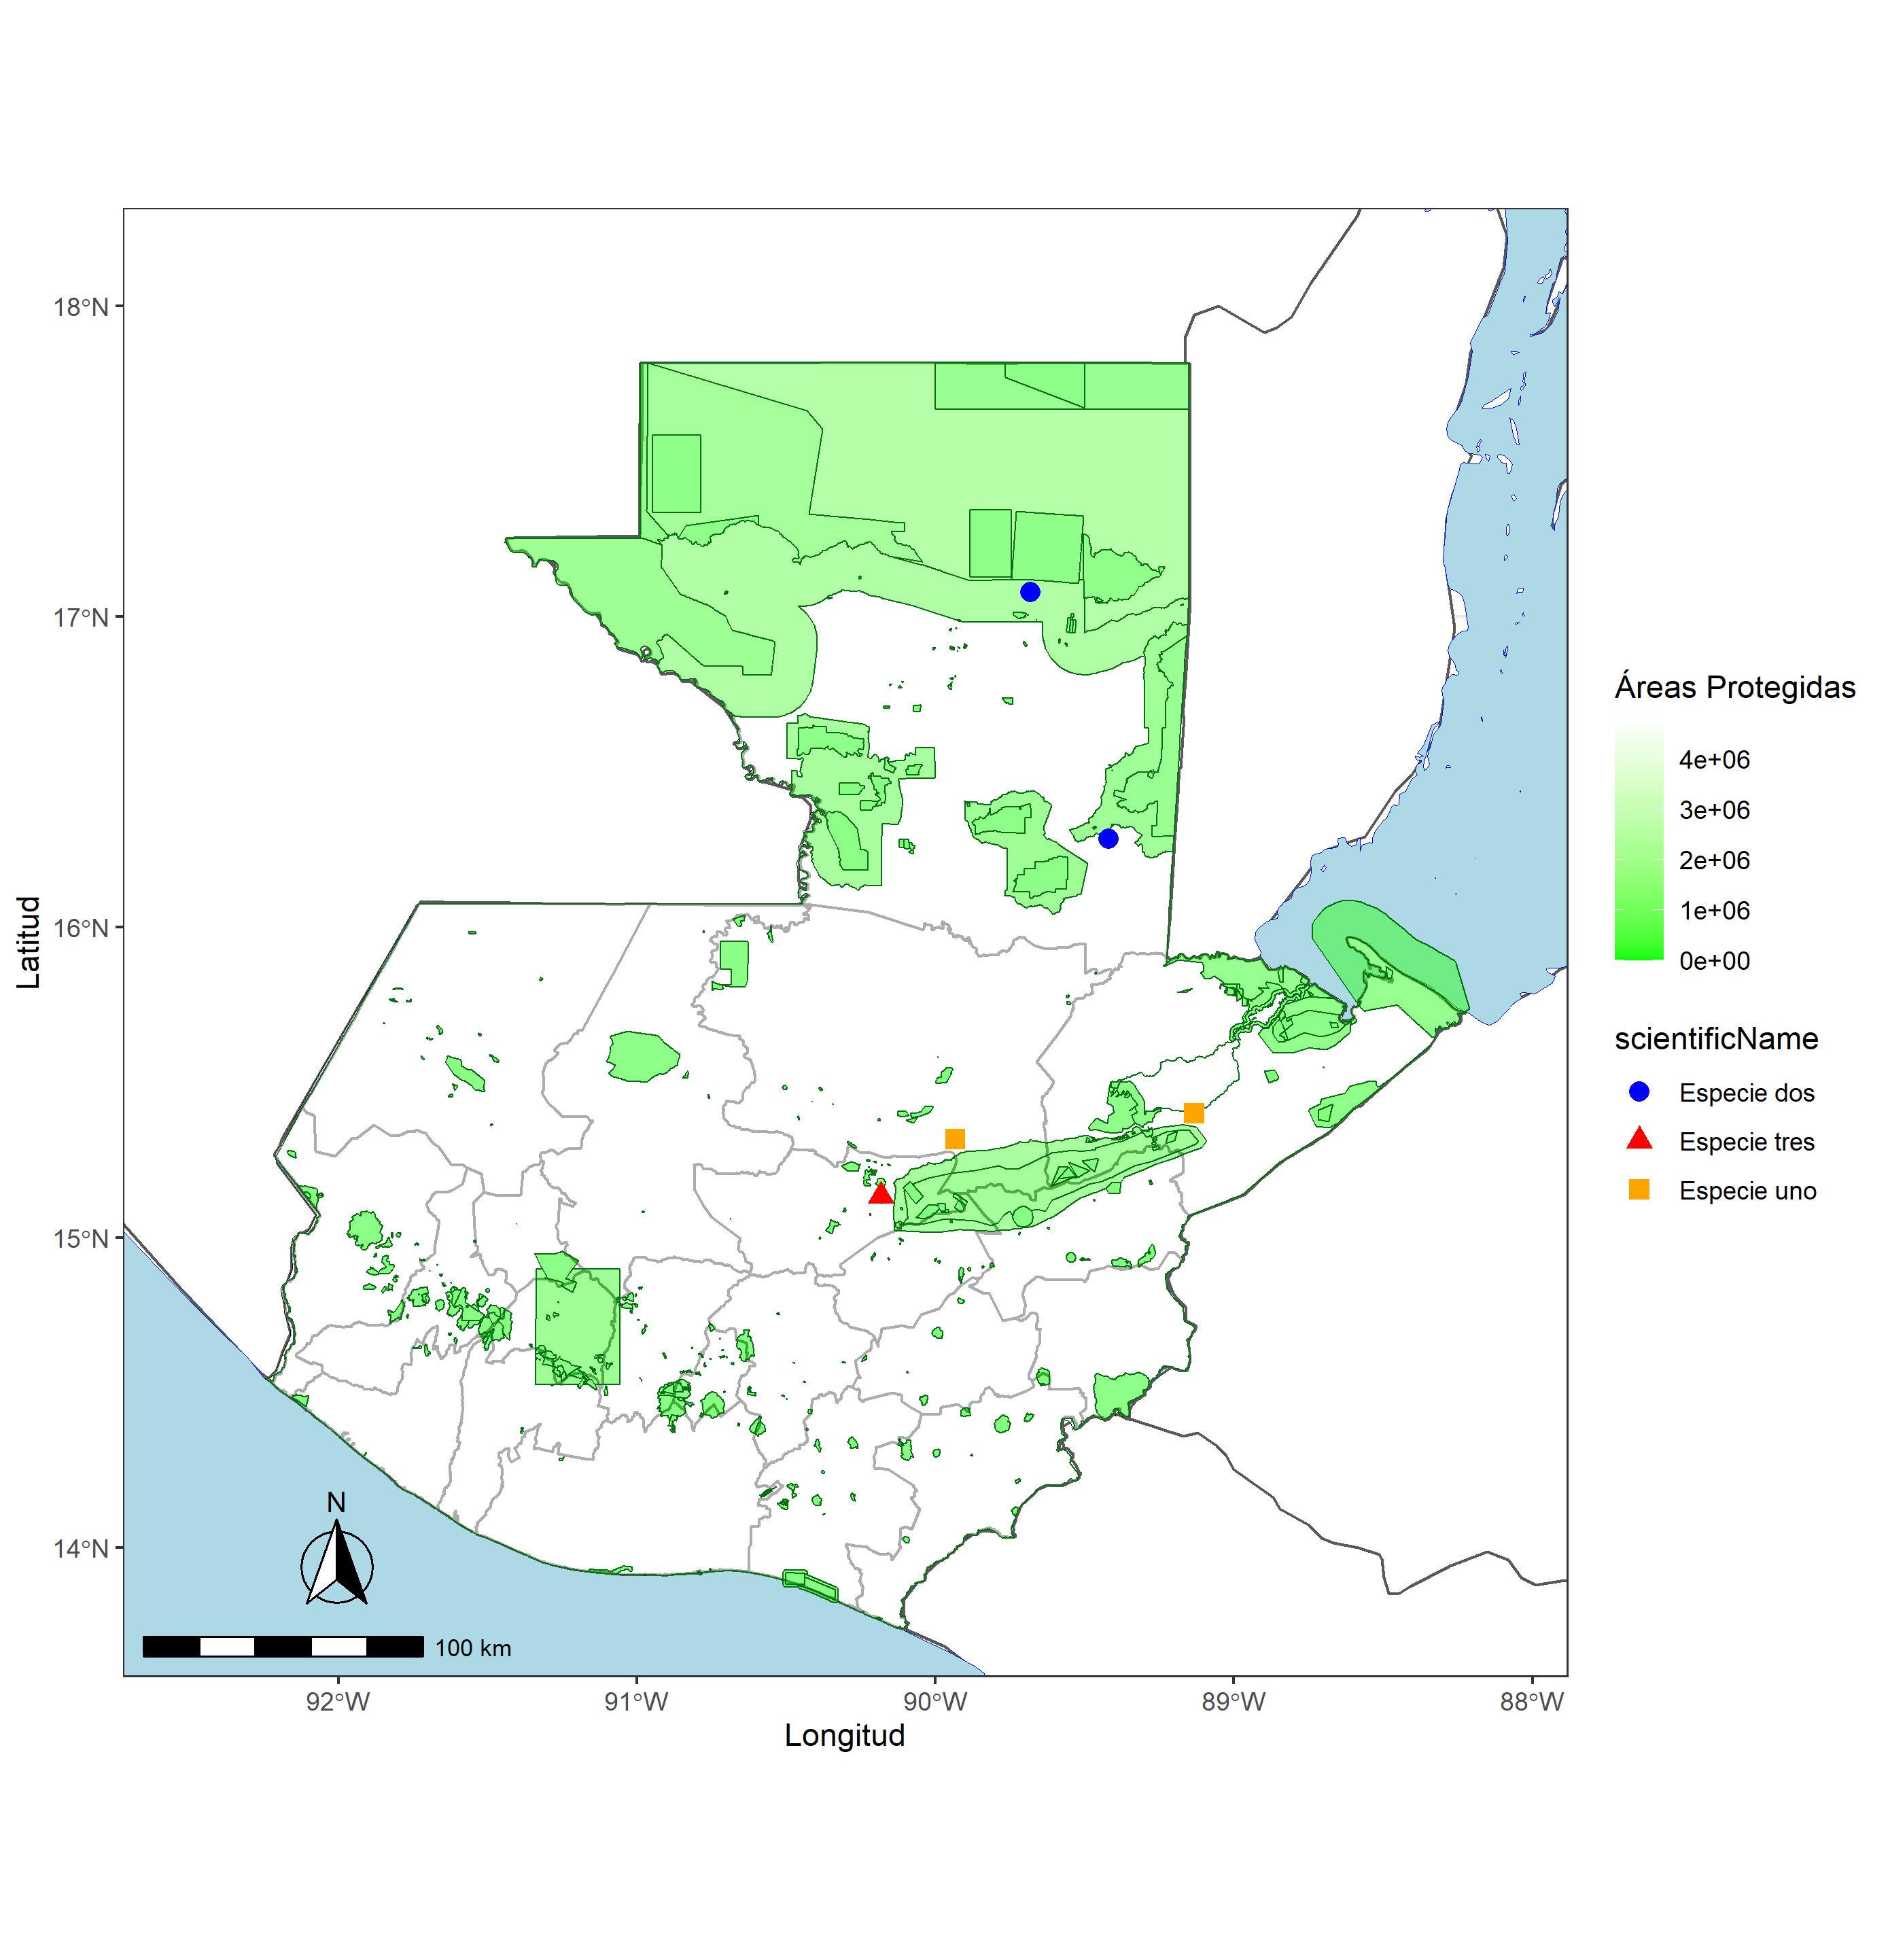 18°N
17°N
16°N
15°N
14°N
Latitud
N
100 km
92°W 91°W 90°W 89°W 88°W
Longitud
Áreas Protegidas
4e+06
3e+06
2e+06
1e+06
0e+00
scientificName
Especie dos
Especie tres
Especie uno